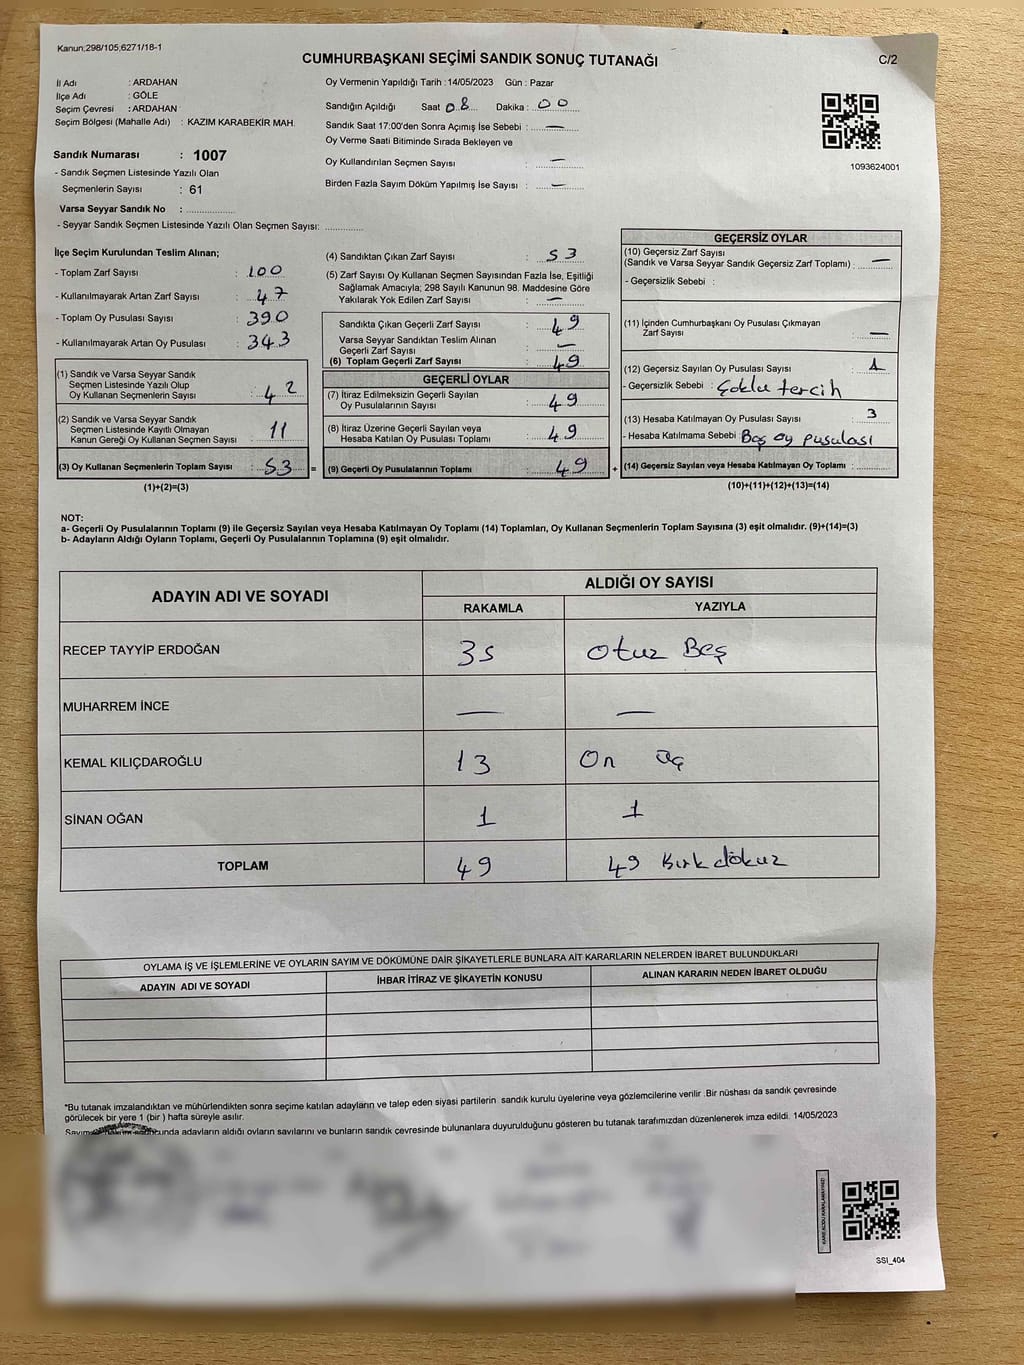 Kanun;298/105;6271/18-1
CUMHURBAŞKANI SEÇİMİ SANDIK SONUÇ TUTANAĞI
C/2
İl Adı : ARDAHAN
İlçe Adı : GÖLE
Seçim Çevresi : ARDAHAN
Seçim Bölgesi (Mahalle Adı) : KAZIM KARABEKİR MAH.
Oy Vermenin Yapıldığı Tarih : 14/05/2023 Gün : Pazar
Sandığın Açıldığı Saat 08 Dakika : 00
Sandık Saat 17:00'den Sonra Açımış İse Sebebi : —
Oy Verme Saati Bitiminde Sırada Bekleyen ve
Oy Kullandırılan Seçmen Sayısı : —
Birden Fazla Sayım Döküm Yapılmış İse Sayısı : —
1093624001
Sandık Numarası : 1007
- Sandık Seçmen Listesinde Yazılı Olan
Seçmenlerin Sayısı : 61
Varsa Seyyar Sandık No :
- Seyyar Sandık Seçmen Listesinde Yazılı Olan Seçmen Sayısı:
İlçe Seçim Kurulundan Teslim Alınan;
- Toplam Zarf Sayısı : 100
- Kullanılmayarak Artan Zarf Sayısı : 47
- Toplam Oy Pusulası Sayısı : 390
- Kullanılmayarak Artan Oy Pusulası : 343
(1) Sandık ve Varsa Seyyar Sandık
Seçmen Listesinde Yazılı Olup
Oy Kullanan Seçmenlerin Sayısı : 42
(2) Sandık ve Varsa Seyyar Sandık
Seçmen Listesinde Kayıtlı Olmayan
Kanun Gereği Oy Kullanan Seçmen Sayısı : 11
(3) Oy Kullanan Seçmenlerin Toplam Sayısı : 53 =
(1)+(2)=(3)
(4) Sandıktan Çıkan Zarf Sayısı : 53
(5) Zarf Sayısı Oy Kullanan Seçmen Sayısından Fazla İse, Eşitliği
Sağlamak Amacıyla; 298 Sayılı Kanunun 98. Maddesine Göre
Yakılarak Yok Edilen Zarf Sayısı : —
Sandıkta Çıkan Geçerli Zarf Sayısı : 49
Varsa Seyyar Sandıktan Teslim Alınan
Geçerli Zarf Sayısı : —
(6) Toplam Geçerli Zarf Sayısı : 49
GEÇERLİ OYLAR
(7) İtiraz Edilmeksizin Geçerli Sayılan
Oy Pusulalarının Sayısı : 49
(8) İtiraz Üzerine Geçerli Sayılan veya
Hesaba Katılan Oy Pusulası Toplamı : 49
(9) Geçerli Oy Pusulalarının Toplamı : 49 +
GEÇERSİZ OYLAR
(10) Geçersiz Zarf Sayısı
(Sandık ve Varsa Seyyar Sandık Geçersiz Zarf Toplamı) : —
- Geçersizlik Sebebi :
(11) İçinden Cumhurbaşkanı Oy Pusulası Çıkmayan
Zarf Sayısı : —
(12) Geçersiz Sayılan Oy Pusulası Sayısı : 1
- Geçersizlik Sebebi : Çoklu tercih
(13) Hesaba Katılmayan Oy Pusulası Sayısı : 3
- Hesaba Katılmama Sebebi : Boş oy pusulası
(14) Geçersiz Sayılan veya Hesaba Katılmayan Oy Toplamı :
(10)+(11)+(12)+(13)=(14)
NOT:
a- Geçerli Oy Pusulalarının Toplamı (9) ile Geçersiz Sayılan veya Hesaba Katılmayan Oy Toplamı (14) Toplamları, Oy Kullanan Seçmenlerin Toplam Sayısına (3) eşit olmalıdır. (9)+(14)=(3)
b- Adayların Aldığı Oyların Toplamı, Geçerli Oy Pusulalarının Toplamına (9) eşit olmalıdır.
ADAYIN ADI VE SOYADI
ALDIĞI OY SAYISI
RAKAMLA YAZIYLA
RECEP TAYYİP ERDOĞAN 35 Otuz Beş
MUHARREM İNCE — —
KEMAL KILIÇDAROĞLU 13 On üç
SİNAN OĞAN 1 1
TOPLAM 49 49 Kırk dokuz
OYLAMA İŞ VE İŞLEMLERİNE VE OYLARIN SAYIM VE DÖKÜMÜNE DAİR ŞİKAYETLERLE BUNLARA AİT KARARLARIN NELERDEN İBARET BULUNDUKLARI
ADAYIN ADI VE SOYADI İHBAR İTİRAZ VE ŞİKAYETİN KONUSU ALINAN KARARIN NEDEN İBARET OLDUĞU
*Bu tutanak imzalandıktan ve mühürlendikten sonra seçime katılan adayların ve talep eden siyasi partilerin sandık kurulu üyelerine veya gözlemcilerine verilir .Bir nüshası da sandık çevresinde
görülecek bir yere 1 (bir ) hafta süreyle asılır.
adayların aldığı oyların sayılarını ve bunların sandık çevresinde bulunanlara duyurulduğunu gösteren bu tutanak tarafımızdan düzenlenerek imza edildi. 14/05/2023
SSI_404